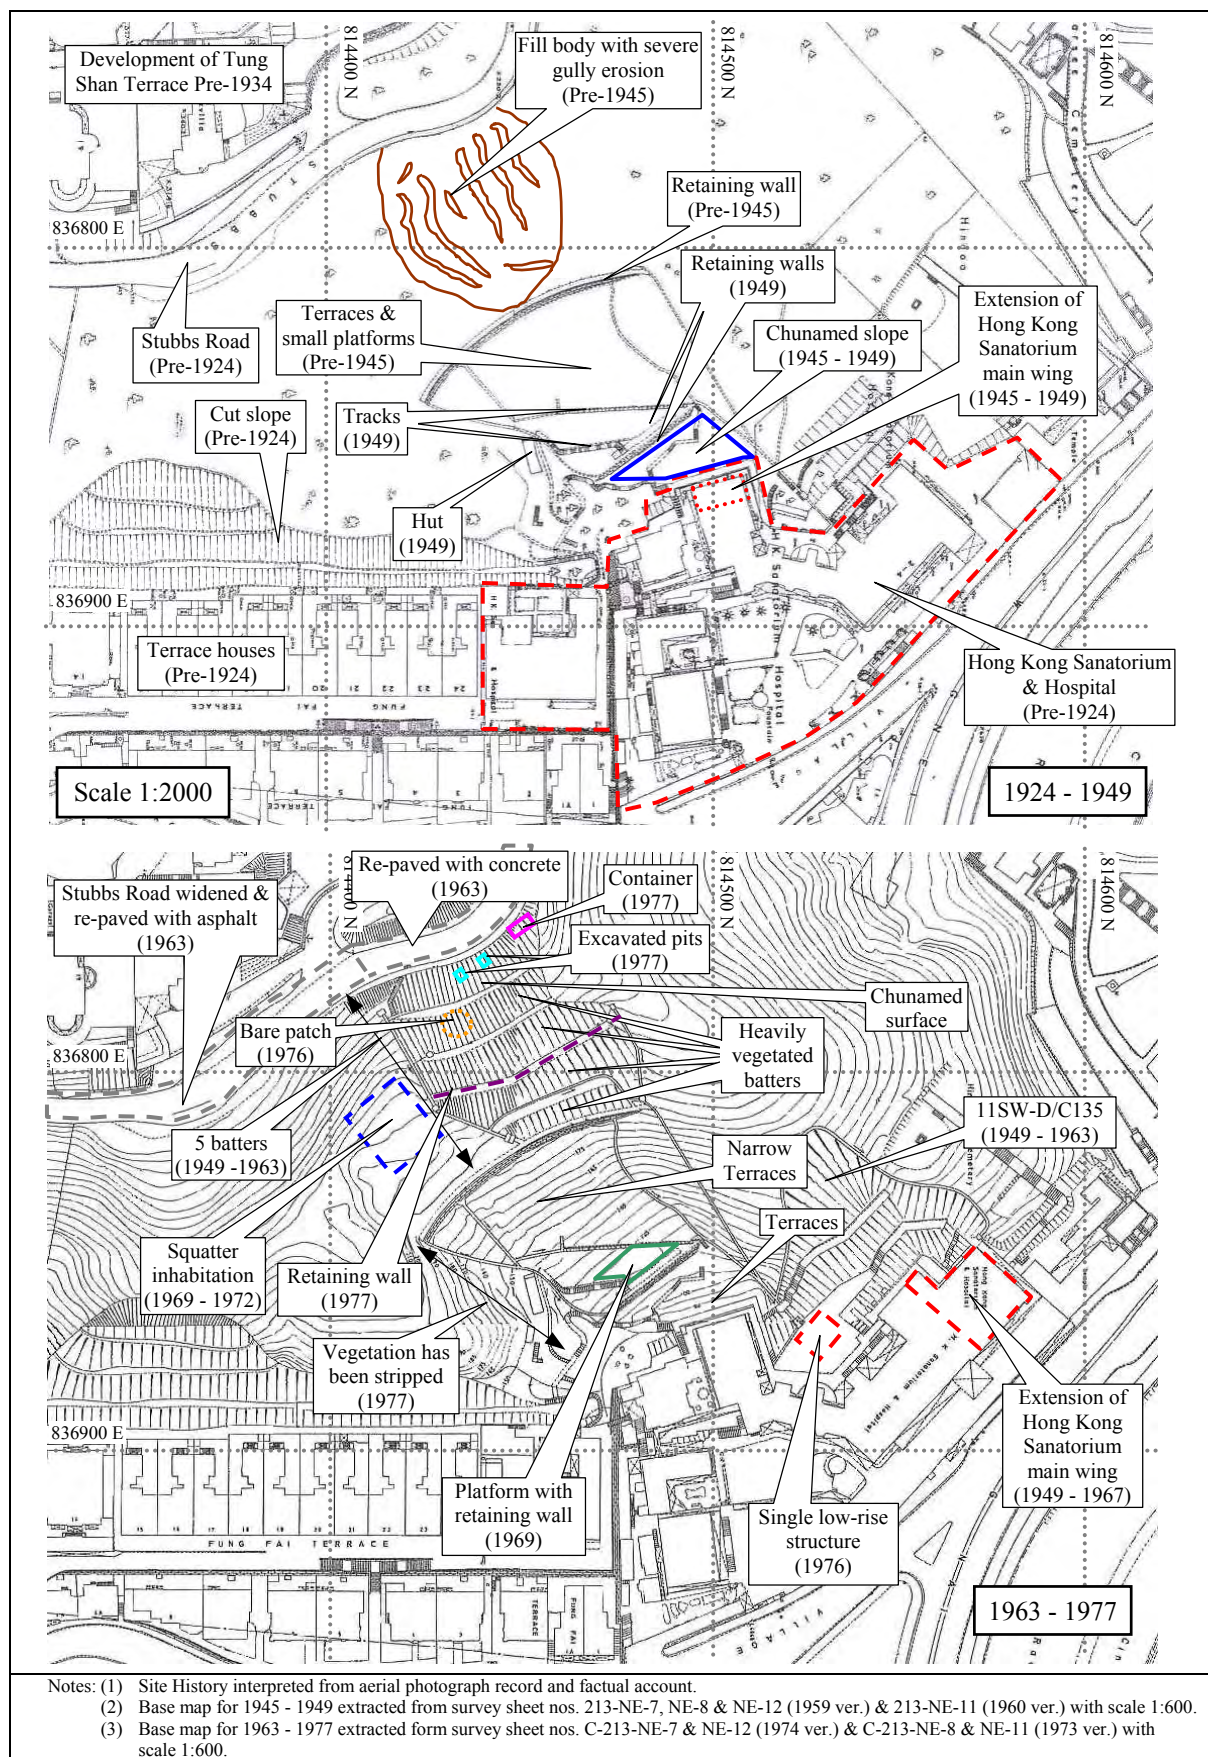 Development of Tung
Shan Terrace Pre-1934
Fill body with severe
gully erosion
(Pre-1945)
814400 N
814500 N
814600 N
836800 E
STUBBS
Retaining wall
(Pre-1945)
Retaining walls
(1949)
Extension of
Hong Kong
Sanatorium
main wing
(1945 - 1949)
Stubbs Road
(Pre-1924)
Terraces &
small platforms
(Pre-1945)
Chunamed slope
(1945 - 1949)
Cut slope
(Pre-1924)
Tracks
(1949)
Hut
(1949)
836900 E
Terrace houses
(Pre-1924)
Hong Kong Sanatorium
& Hospital
(Pre-1924)
FUNG FAI TERRACE
Scale 1:2000
1924 - 1949
814400 N
814500 N
814600 N
Stubbs Road widened &
re-paved with asphalt
(1963)
Re-paved with concrete
(1963)
Container
(1977)
Excavated pits
(1977)
Chunamed
surface
Bare patch
(1976)
Heavily
vegetated
batters
836800 E
5 batters
(1949 -1963)
11SW-D/C135
(1949 - 1963)
Narrow
Terraces
Terraces
Squatter
inhabitation
(1969 - 1972)
Retaining wall
(1977)
Vegetation has
been stripped
(1977)
836900 E
Platform with
retaining wall
(1969)
Extension of
Hong Kong
Sanatorium
main wing
(1949 - 1967)
Single low-rise
structure
(1976)
FUNG FAI TERRACE
1963 - 1977
Notes: (1) Site History interpreted from aerial photograph record and factual account.
(2) Base map for 1945 - 1949 extracted from survey sheet nos. 213-NE-7, NE-8 & NE-12 (1959 ver.) & 213-NE-11 (1960 ver.) with scale 1:600.
(3) Base map for 1963 - 1977 extracted form survey sheet nos. C-213-NE-7 & NE-12 (1974 ver.) & C-213-NE-8 & NE-11 (1973 ver.) with
scale 1:600.